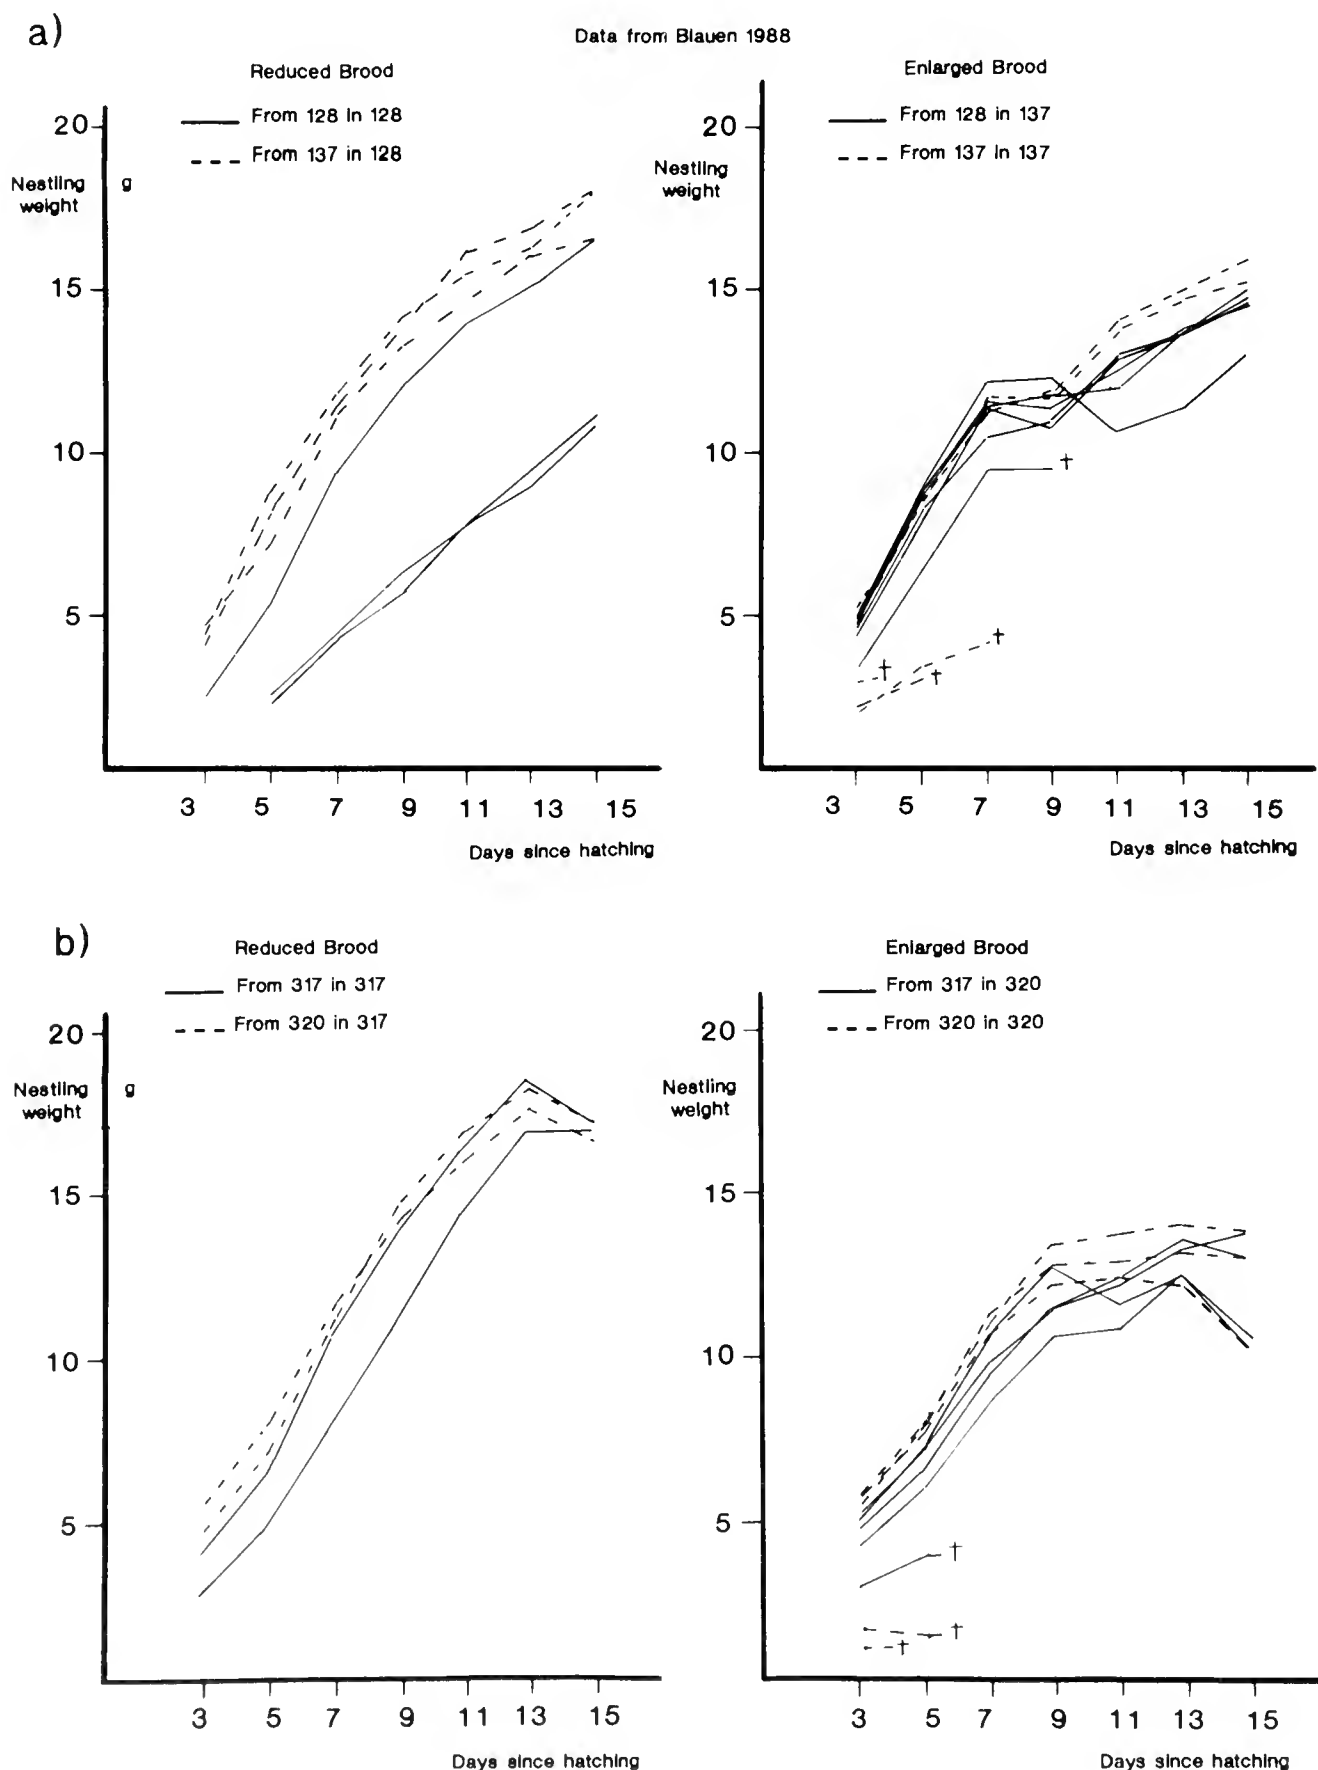 a)
Data from Blauen 1988
Reduced Brood
From 128 in 128
From 137 in 128
20
Nestling g
weight
15
10
5
3 5 7 9 11 13 15
Days since hatching
Enlarged Brood
From 128 in 137
From 137 in 137
20
Nestling
weight
15
10
5
†
†
†
†
3 5 7 9 11 13 15
Days since hatching
b)
Reduced Brood
From 317 in 317
From 320 in 317
20
Nestling g
weight
15
10
5
3 5 7 9 11 13 15
Days since hatching
Enlarged Brood
From 317 in 320
From 320 in 320
20
Nestling
weight
15
10
5
†
†
†
3 5 7 9 11 13 15
Days since hatching